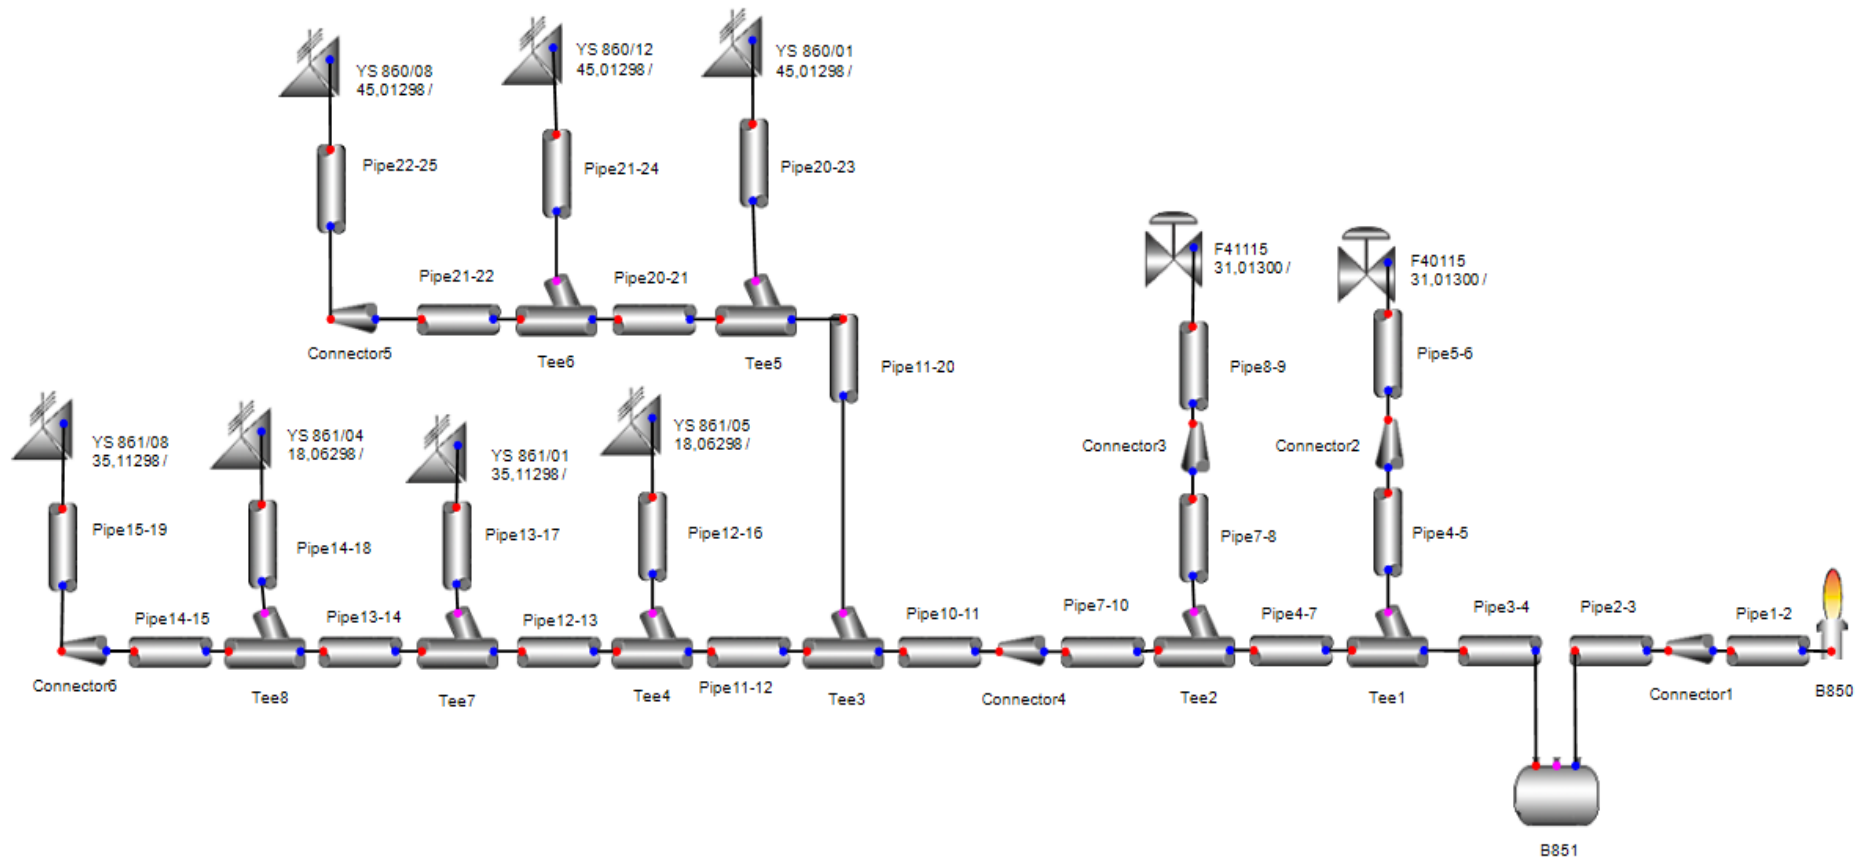 YS 860/08
45,01298 /
YS 860/12
45,01298 /
YS 860/01
45,01298 /
Pipe22-25
Pipe21-24
Pipe20-23
F41115
31,01300 /
F40115
31,01300 /
Pipe21-22
Pipe20-21
Connector5
Tee6
Tee5
Pipe11-20
Pipe8-9
Pipe5-6
YS 861/08
35,11298 /
YS 861/04
18,06298 /
YS 861/01
35,11298 /
YS 861/05
18,06298 /
Connector3
Connector2
Pipe15-19
Pipe14-18
Pipe13-17
Pipe12-16
Pipe7-8
Pipe4-5
Pipe14-15
Pipe13-14
Pipe12-13
Pipe11-12
Pipe10-11
Pipe7-10
Pipe4-7
Pipe3-4
Pipe2-3
Pipe1-2
Connector6
Tee8
Tee7
Tee4
Tee3
Connector4
Tee2
Tee1
Connector1
B850
B851